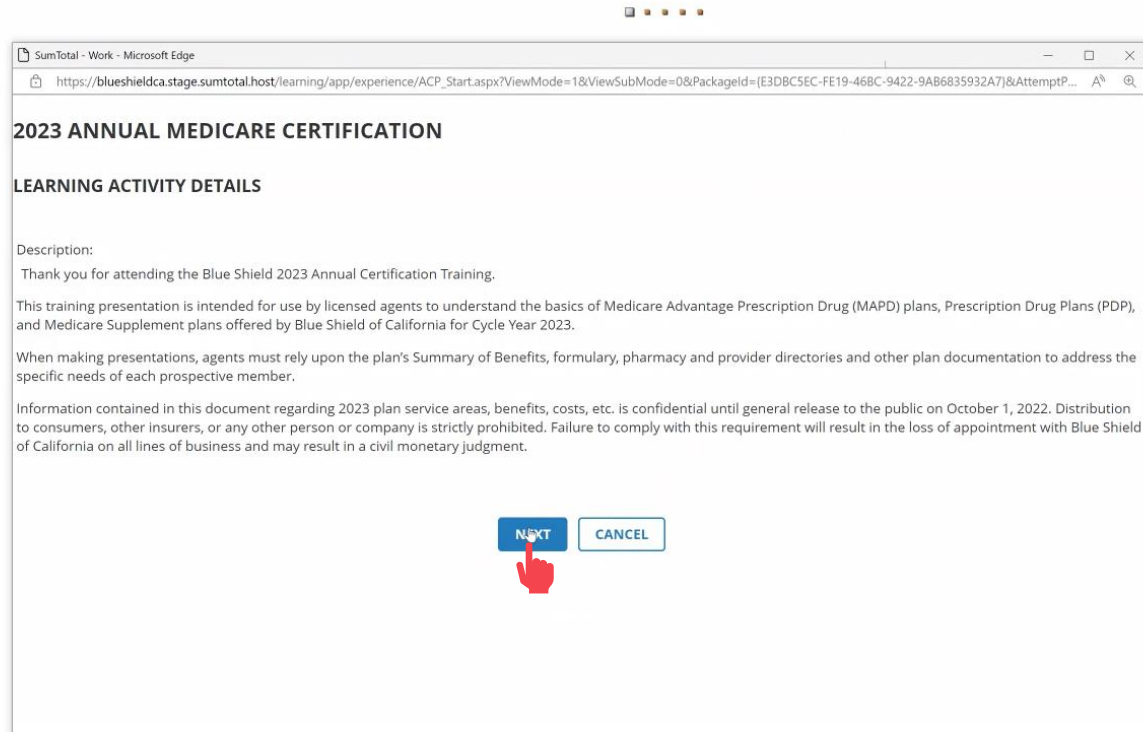 SumTotal - Work - Microsoft Edge
https://blueshieldca.stage.sumtotal.host/learning/app/experience/ACP_Start.aspx?ViewMode=1&ViewSubMode=0&PackageId={E3DBC5EC-FE19-46BC-9422-9AB6835932A7}&AttemptP...
2023 ANNUAL MEDICARE CERTIFICATION
LEARNING ACTIVITY DETAILS
Description:
Thank you for attending the Blue Shield 2023 Annual Certification Training.
This training presentation is intended for use by licensed agents to understand the basics of Medicare Advantage Prescription Drug (MAPD) plans, Prescription Drug Plans (PDP),
and Medicare Supplement plans offered by Blue Shield of California for Cycle Year 2023.
When making presentations, agents must rely upon the plan's Summary of Benefits, formulary, pharmacy and provider directories and other plan documentation to address the
specific needs of each prospective member.
Information contained in this document regarding 2023 plan service areas, benefits, costs, etc. is confidential until general release to the public on October 1, 2022. Distribution
to consumers, other insurers, or any other person or company is strictly prohibited. Failure to comply with this requirement will result in the loss of appointment with Blue Shield
of California on all lines of business and may result in a civil monetary judgment.
NEXT CANCEL